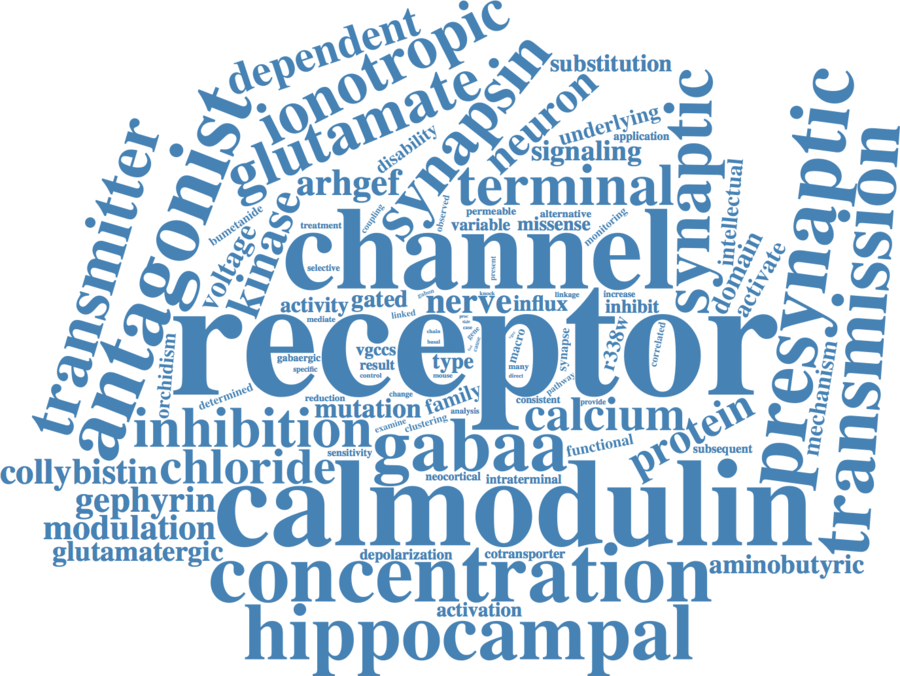 dependent
ionotropic
glutamate
synapsin
substitution
neuron
underlying
application
signaling
disability
antagonist
transmitter
arhgef
terminal
synaptic
presynaptic
transmission
kinase
bumetanide
voltage
treatment
coupling
observed
permeable
alternative
variable
missense
monitoring
intellectual
domain
activate
channel
selective
present
activity
gated
gabaa
knock
linkage
increase
nerve
influx
inhibit
mediate
linked
receptor
chain
basal
gene
macro
synapse
r338w
correlated
orchidism
gabaergic
specific
vgccs
result
control
type
mouse
many
direct
pathway
mechanism
determined
reduction
change
mutation
family
analysis
consistent
provide
calcium
protein
inhibition
examine
clustering
functional
subsequent
collybistin
chloride
sensitivity
neocortical
intraterminal
gephyrin
calmodulin
modulation
glutamatergic
depolarization
cotransporter
aminobutyric
concentration
activation
hippocampal